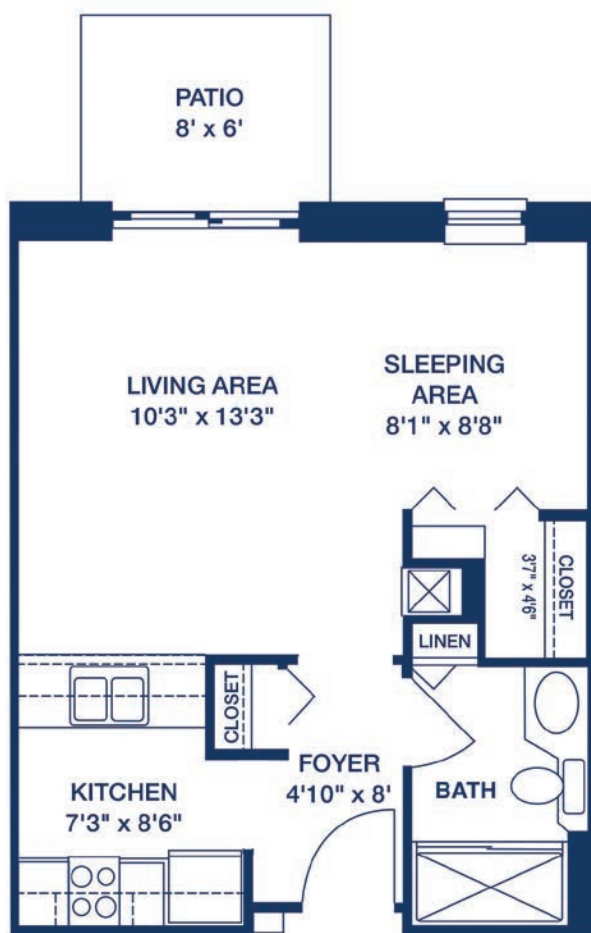 PATIO
8' x 6'
LIVING AREA
10'3" x 13'3"
SLEEPING
AREA
8'1" x 8'8"
3'7" x 4'6"
CLOSET
LINEN
CLOSET
FOYER
4'10" x 8'
KITCHEN
7'3" x 8'6"
BATH